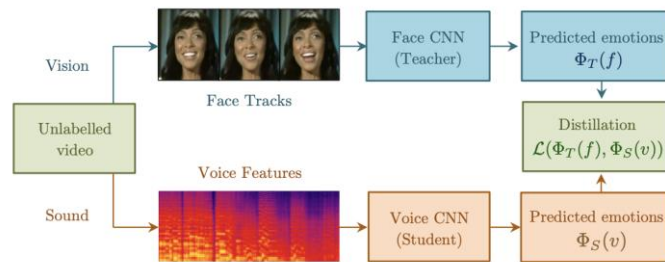 Vision
Face Tracks
Face CNN
(Teacher)
Predicted emotions
Φ_T(f)
Unlabelled
video
Distillation
ℒ(Φ_T(f), Φ_S(v))
Sound
Voice Features
Voice CNN
(Student)
Predicted emotions
Φ_S(v)